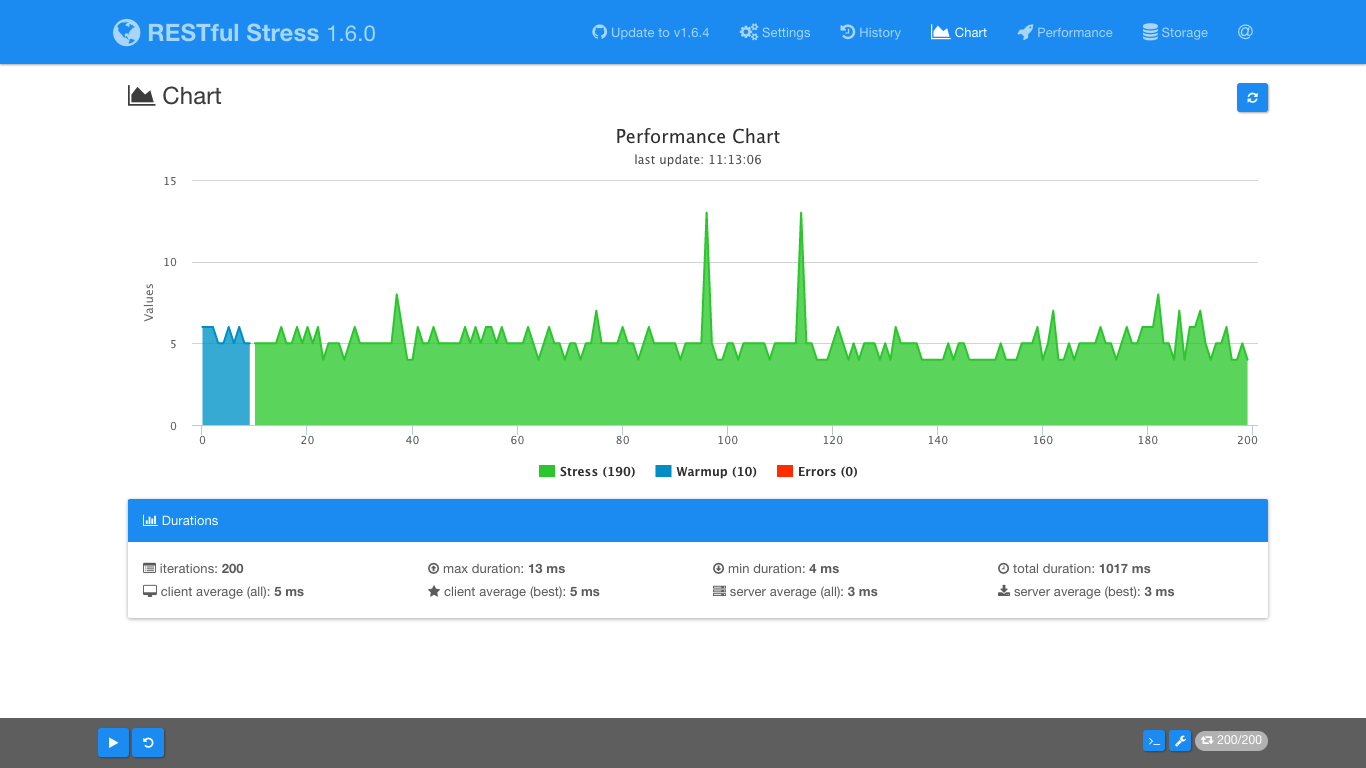 RESTful Stress 1.6.0
Update to v1.6.4 Settings History Chart Performance Storage @
Chart
Performance Chart
last update: 11:13:06
Values
15
10
5
0
0 20 40 60 80 100 120 140 160 180 200
Stress (190) Warmup (10) Errors (0)
Durations
iterations: 200 max duration: 13 ms min duration: 4 ms total duration: 1017 ms
client average (all): 5 ms client average (best): 5 ms server average (all): 3 ms server average (best): 3 ms
200/200